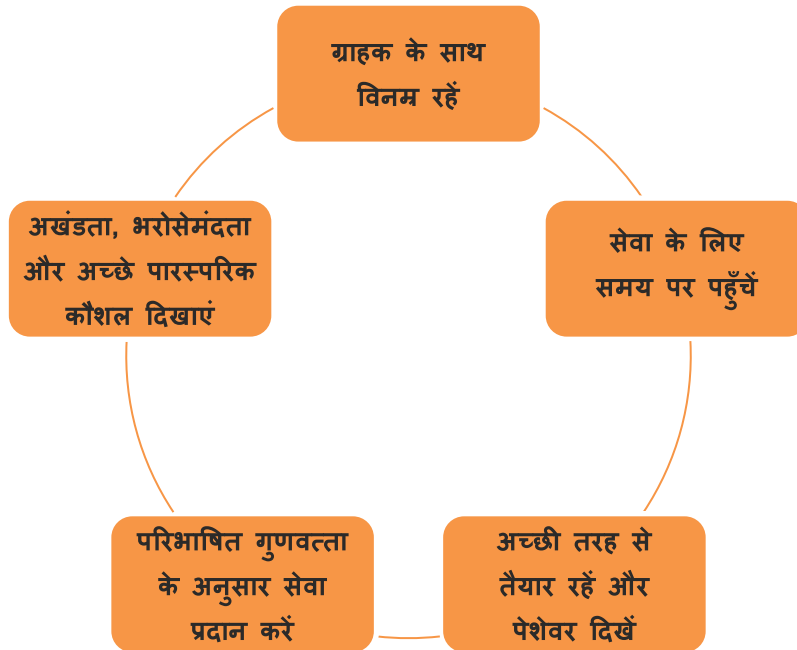 ग्राहक के साथ
विनम्र रहें
सेवा के लिए
समय पर पहुँचें
अच्छी तरह से
तैयार रहें और
पेशेवर दिखें
परिभाषित गुणवत्ता
के अनुसार सेवा
प्रदान करें
अखंडता, भरोसेमंदता
और अच्छे पारस्परिक
कौशल दिखाएं